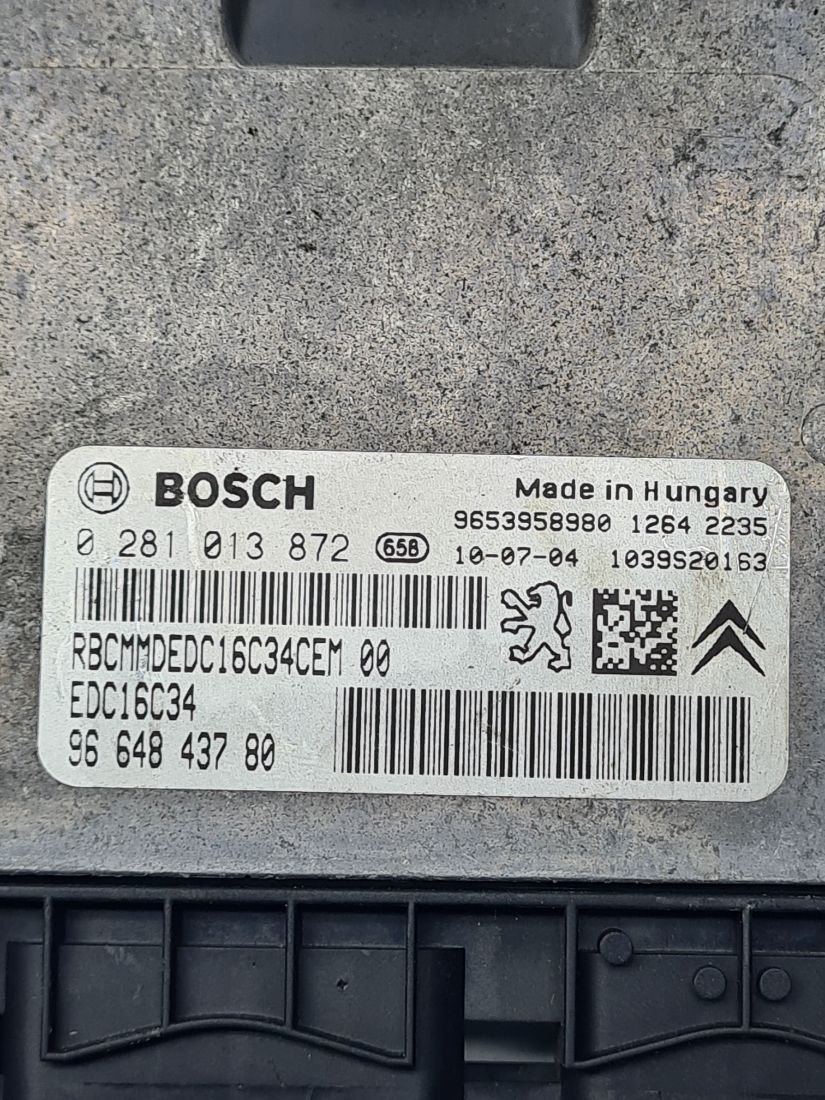 BOSCH
Made in Hungary
9653958980 1264 2235
0 281 013 872 658
10-07-04 1039S20163
RBCMMDEDC16C34CEM 00
EDC16C34
96 648 437 80